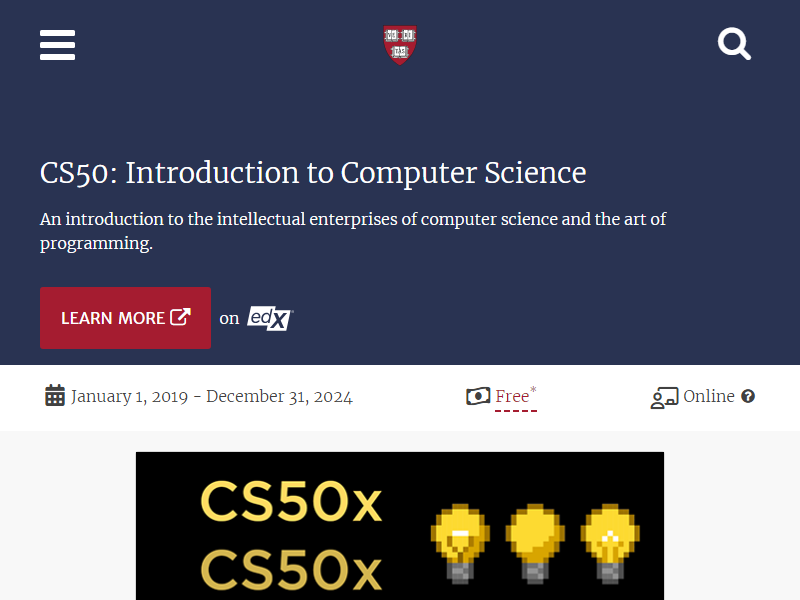 CS50: Introduction to Computer Science
An introduction to the intellectual enterprises of computer science and the art of
programming.
LEARN MORE on edX
January 1, 2019 - December 31, 2024 Free* Online ?
CS50x
CS50x